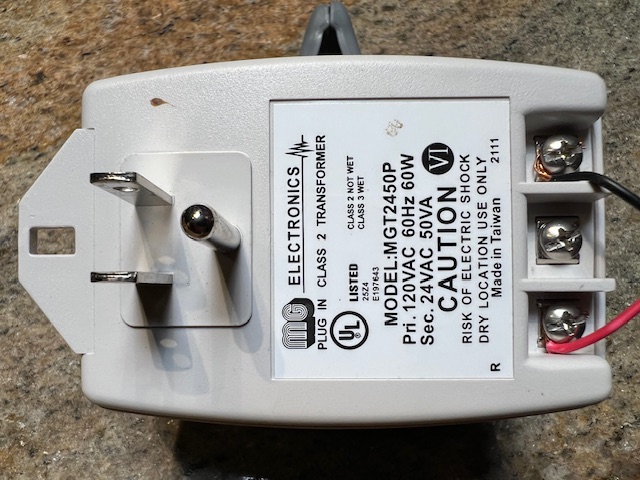 MG ELECTRONICS
PLUG IN CLASS 2 TRANSFORMER
UL LISTED
25Z4
E197643
CLASS 2 NOT WET
CLASS 3 WET
MODEL:MGT2450P
Pri.120VAC 60Hz 60W
Sec.24VAC 50VA
CAUTION VI
RISK OF ELECTRIC SHOCK
DRY LOCATION USE ONLY
R Made in Taiwan 2111